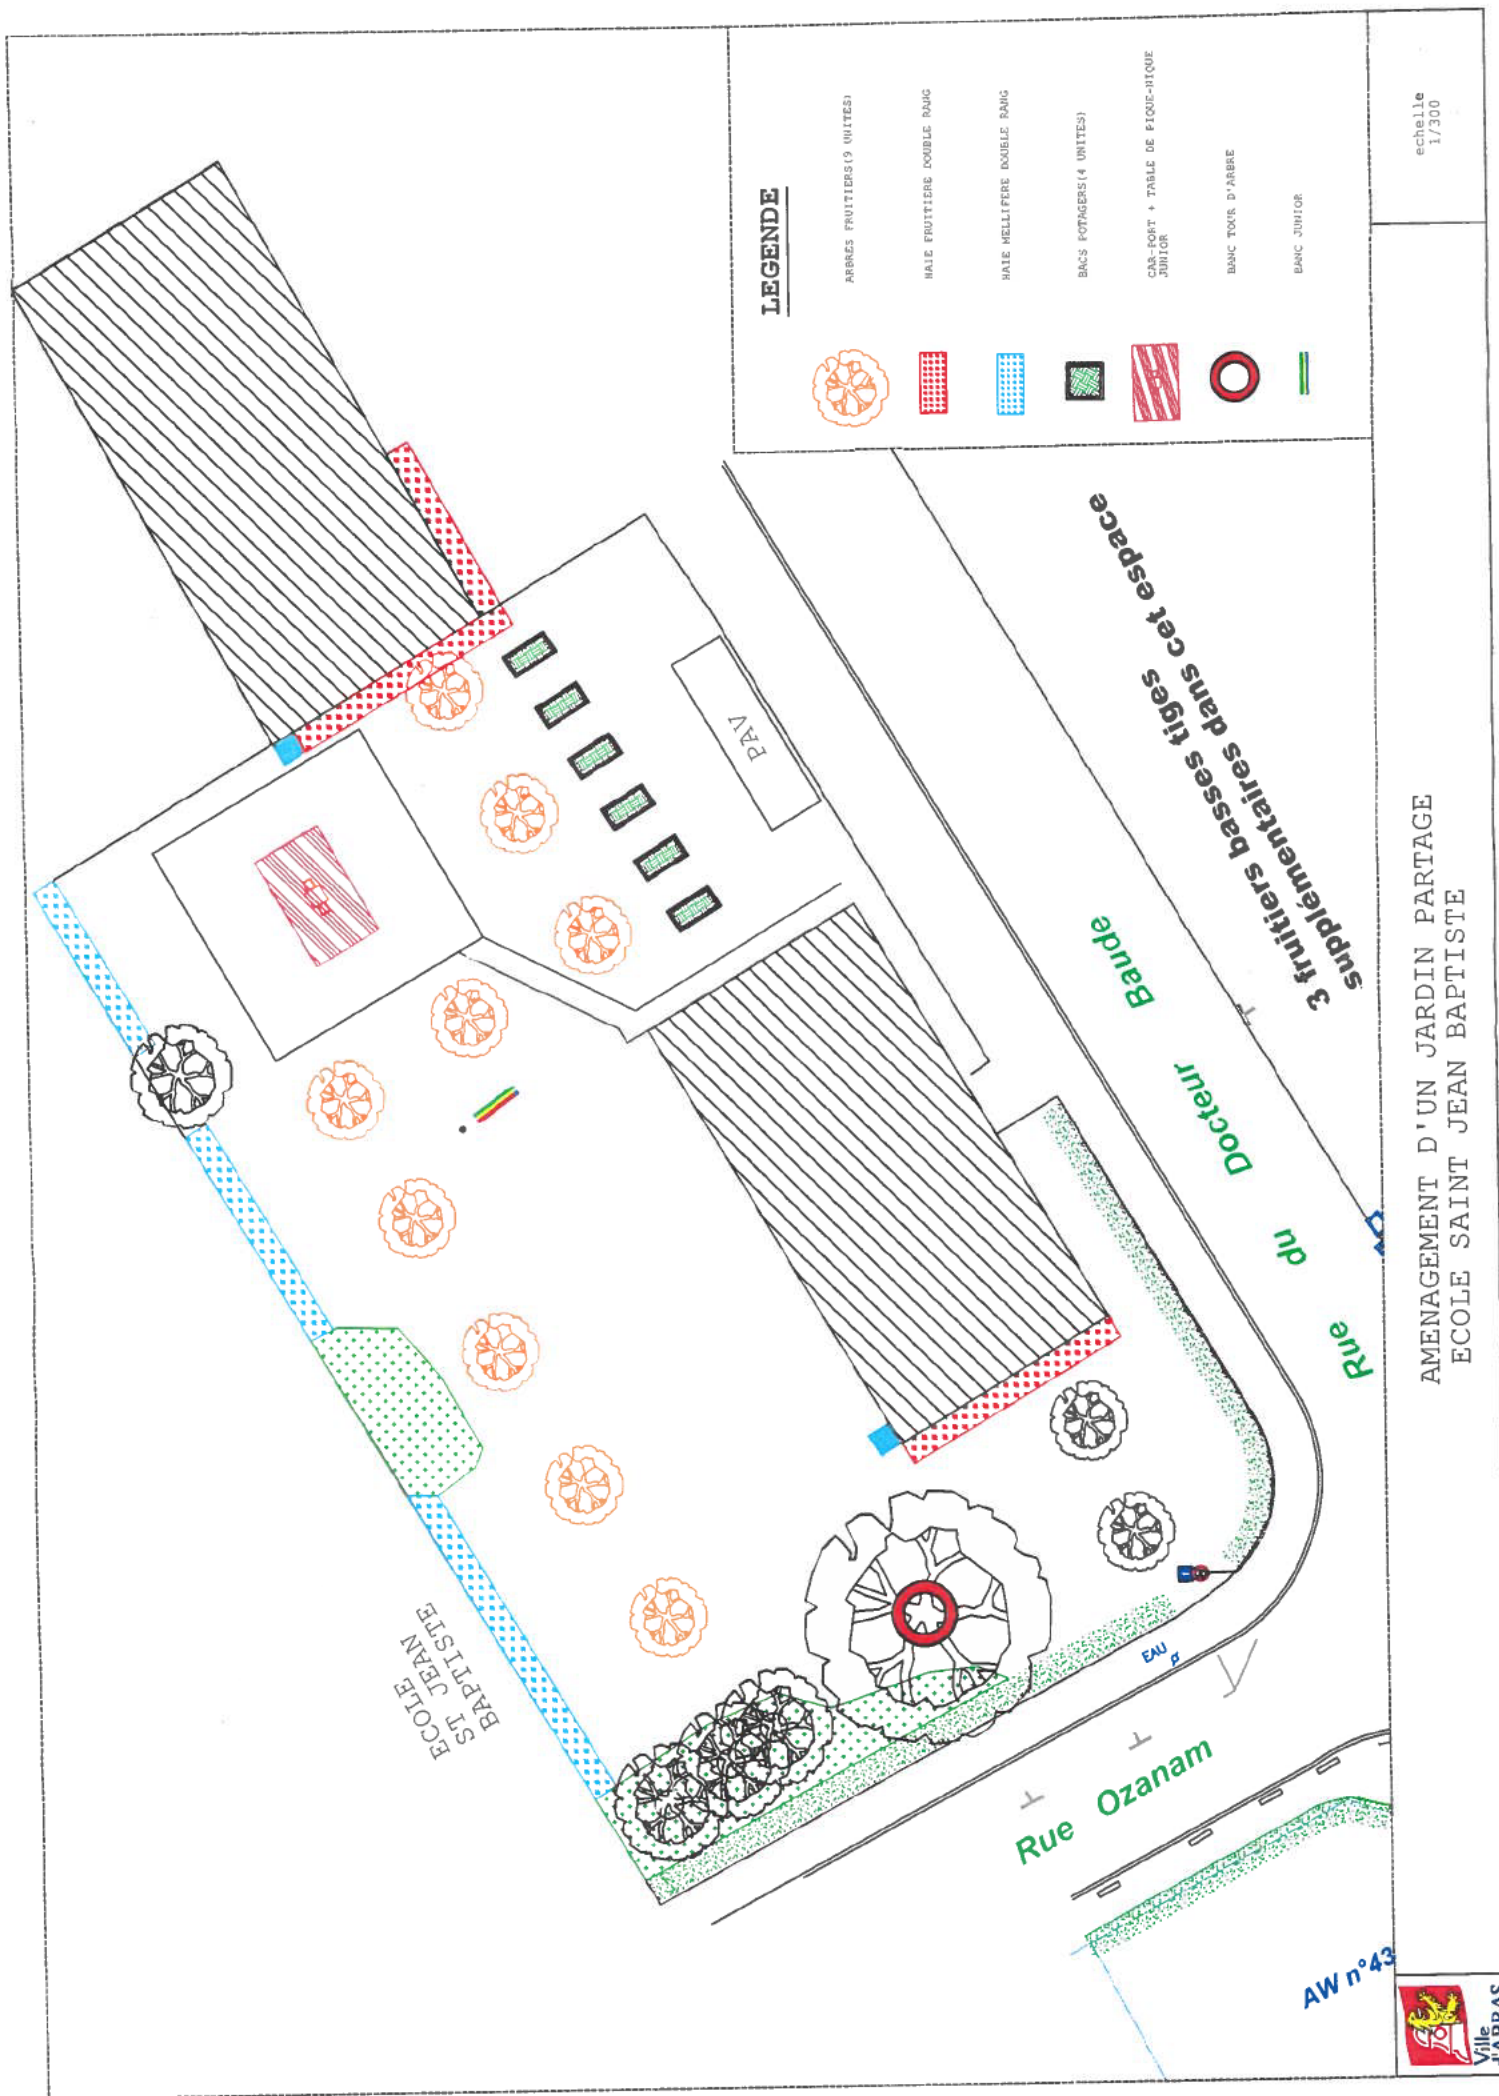 ECOLE
ST JEAN
BAPTISTE
PAV
EAU
Rue Ozanam
Rue du Docteur Baude
3 fruitiers basses tiges
supplémentaires dans cet espace
AW n°43
LEGENDE
ARBRES FRUITIERS(9 UNITES)
HAIE FRUITIERE DOUBLE RANG
HAIE MELLIFERE DOUBLE RANG
BACS POTAGERS(4 UNITES)
CAR-PORT + TABLE DE PIQUE-NIQUE
JUNIOR
BANC TOUR D'ARBRE
BANC JUNIOR
Ville
d'ARRAS
AMENAGEMENT D'UN JARDIN PARTAGE
ECOLE SAINT JEAN BAPTISTE
echelle
1/300